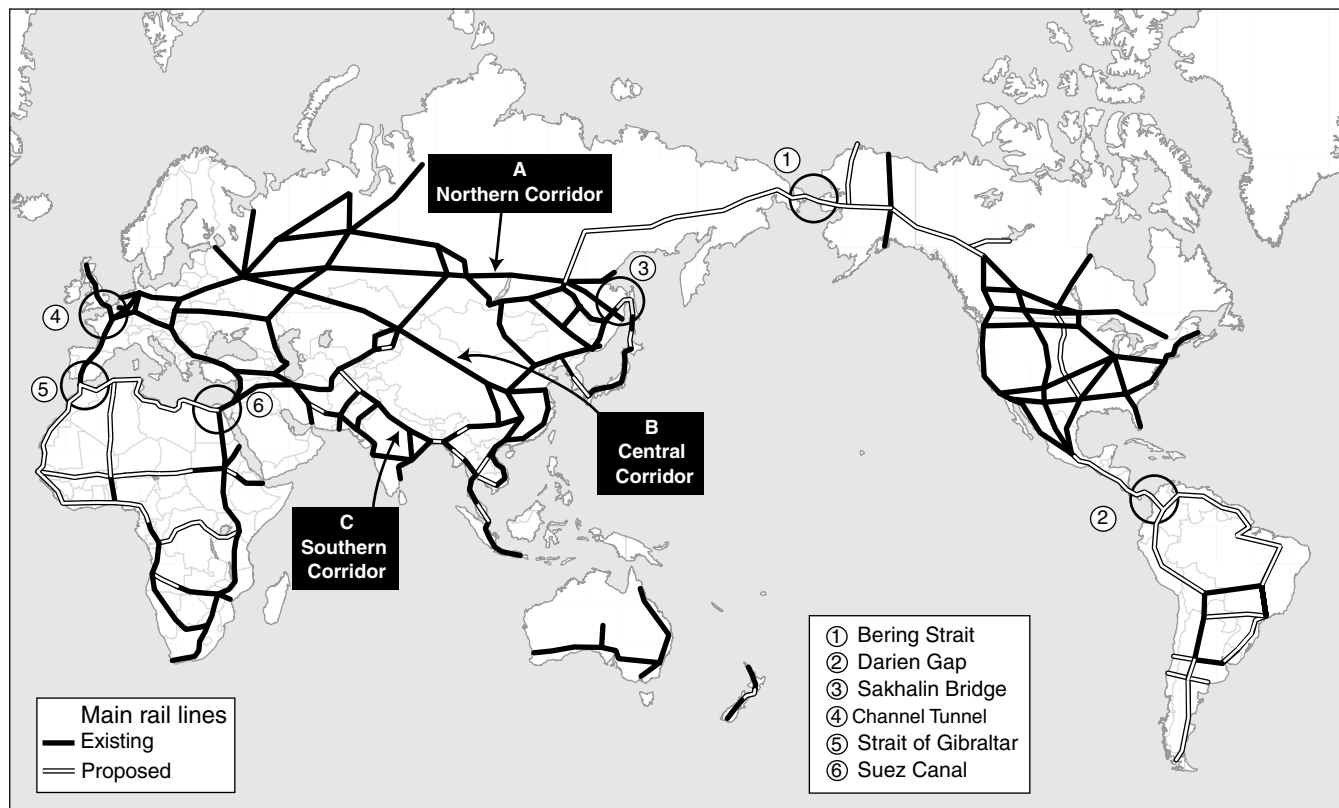 ①
A
Northern Corridor
③
④
⑤
⑥
B
Central
Corridor
②
C
Southern
Corridor
Main rail lines
Existing
Proposed
① Bering Strait
② Darien Gap
③ Sakhalin Bridge
④ Channel Tunnel
⑤ Strait of Gibraltar
⑥ Suez Canal